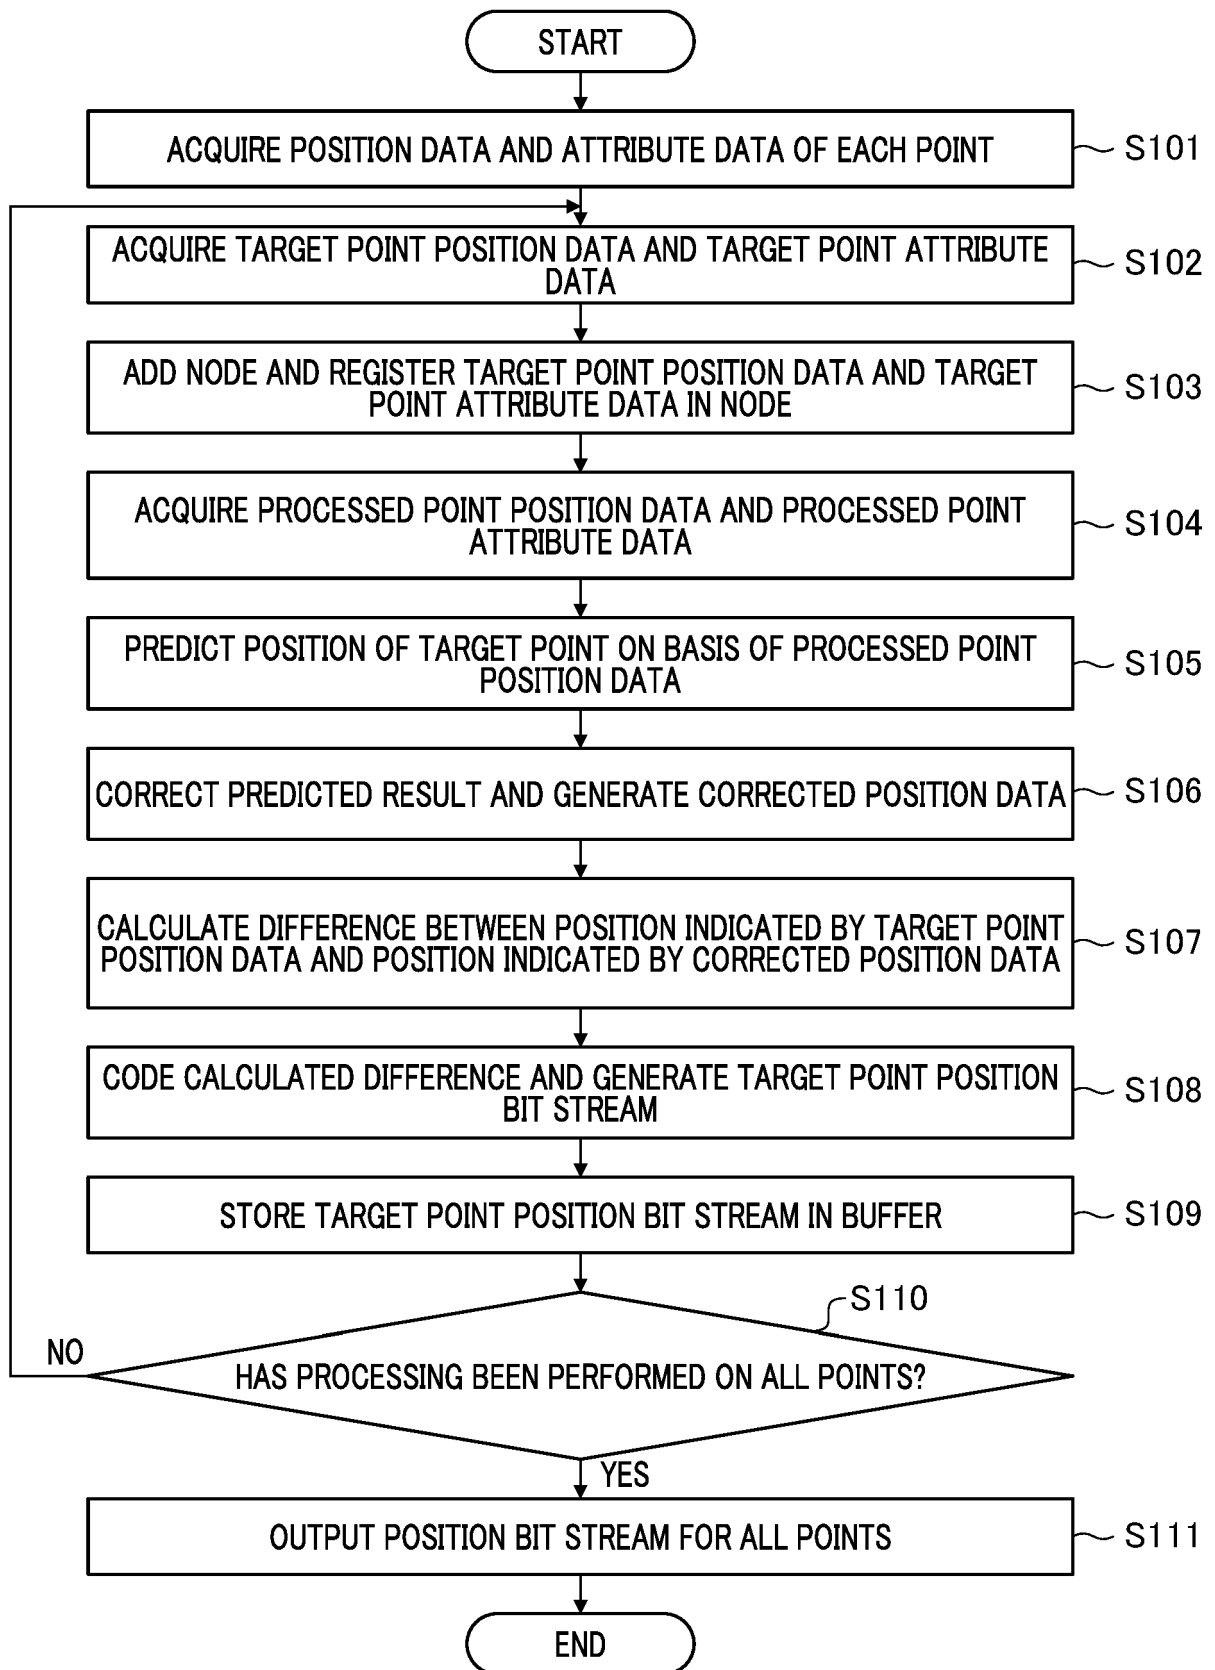 START
ACQUIRE POSITION DATA AND ATTRIBUTE DATA OF EACH POINT
S101
ACQUIRE TARGET POINT POSITION DATA AND TARGET POINT ATTRIBUTE
DATA
S102
ADD NODE AND REGISTER TARGET POINT POSITION DATA AND TARGET
POINT ATTRIBUTE DATA IN NODE
S103
ACQUIRE PROCESSED POINT POSITION DATA AND PROCESSED POINT
ATTRIBUTE DATA
S104
PREDICT POSITION OF TARGET POINT ON BASIS OF PROCESSED POINT
POSITION DATA
S105
CORRECT PREDICTED RESULT AND GENERATE CORRECTED POSITION DATA
S106
CALCULATE DIFFERENCE BETWEEN POSITION INDICATED BY TARGET POINT
POSITION DATA AND POSITION INDICATED BY CORRECTED POSITION DATA
S107
CODE CALCULATED DIFFERENCE AND GENERATE TARGET POINT POSITION
BIT STREAM
S108
STORE TARGET POINT POSITION BIT STREAM IN BUFFER
S109
S110
NO
HAS PROCESSING BEEN PERFORMED ON ALL POINTS?
YES
OUTPUT POSITION BIT STREAM FOR ALL POINTS
S111
END